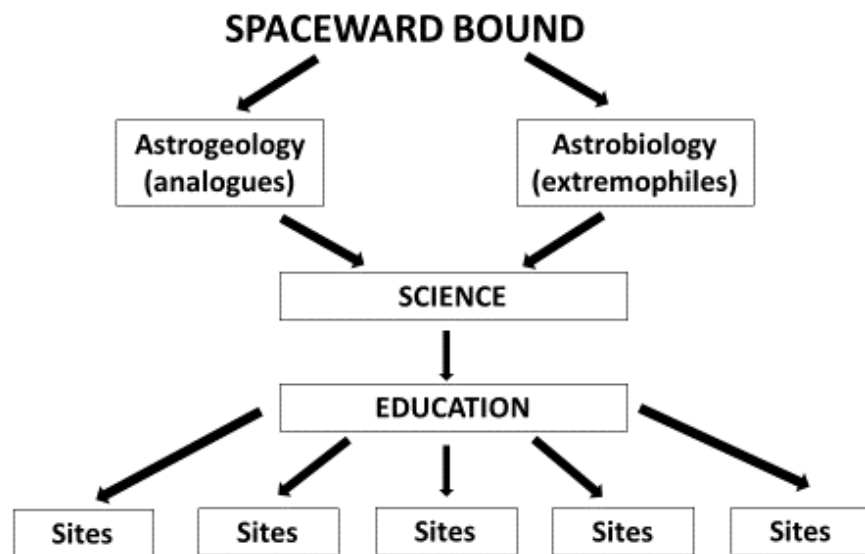 SPACEWARD BOUND
Astrogeology
(analogues)
Astrobiology
(extremophiles)
SCIENCE
EDUCATION
Sites
Sites
Sites
Sites
Sites